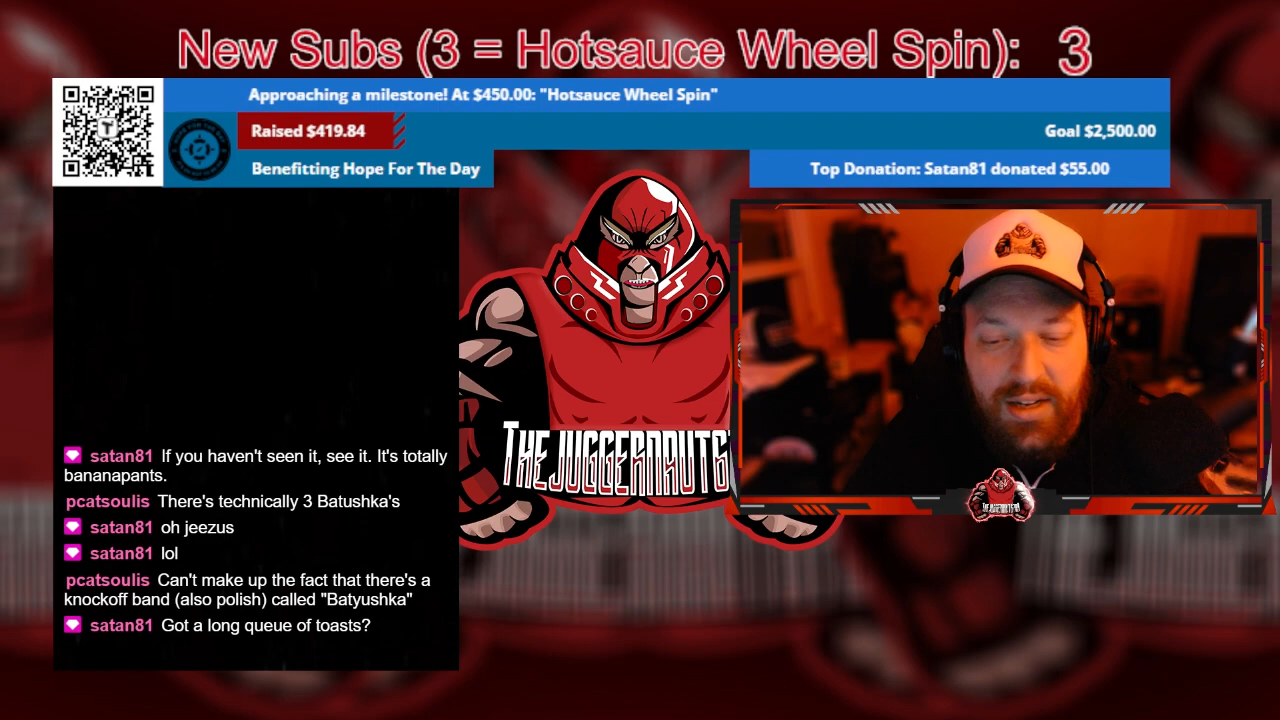 New Subs (3 = Hotsauce Wheel Spin): 3
Approaching a milestone! At $450.00: "Hotsauce Wheel Spin"
Raised $419.84
Goal $2,500.00
Benefitting Hope For The Day
Top Donation: Satan81 donated $55.00
satan81 If you haven't seen it, see it. It's totally
bananapants.
pcatsoulis There's technically 3 Batushka's
satan81 oh jeezus
satan81 lol
pcatsoulis Can't make up the fact that there's a
knockoff band (also polish) called "Batyushka"
satan81 Got a long queue of toasts?
THEJUGGERNAUT6